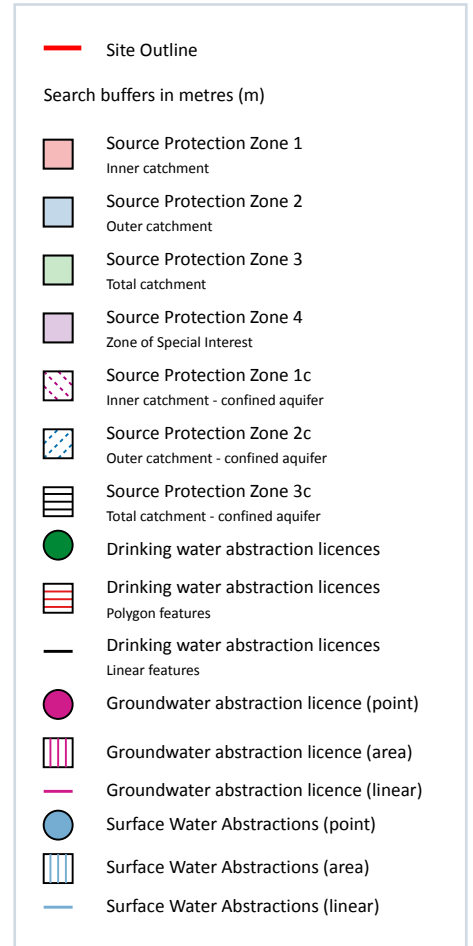 Site Outline
Search buffers in metres (m)
Source Protection Zone 1
Inner catchment
Source Protection Zone 2
Outer catchment
Source Protection Zone 3
Total catchment
Source Protection Zone 4
Zone of Special Interest
Source Protection Zone 1c
Inner catchment - confined aquifer
Source Protection Zone 2c
Outer catchment - confined aquifer
Source Protection Zone 3c
Total catchment - confined aquifer
Drinking water abstraction licences
Drinking water abstraction licences
Polygon features
Drinking water abstraction licences
Linear features
Groundwater abstraction licence (point)
Groundwater abstraction licence (area)
Groundwater abstraction licence (linear)
Surface Water Abstractions (point)
Surface Water Abstractions (area)
Surface Water Abstractions (linear)